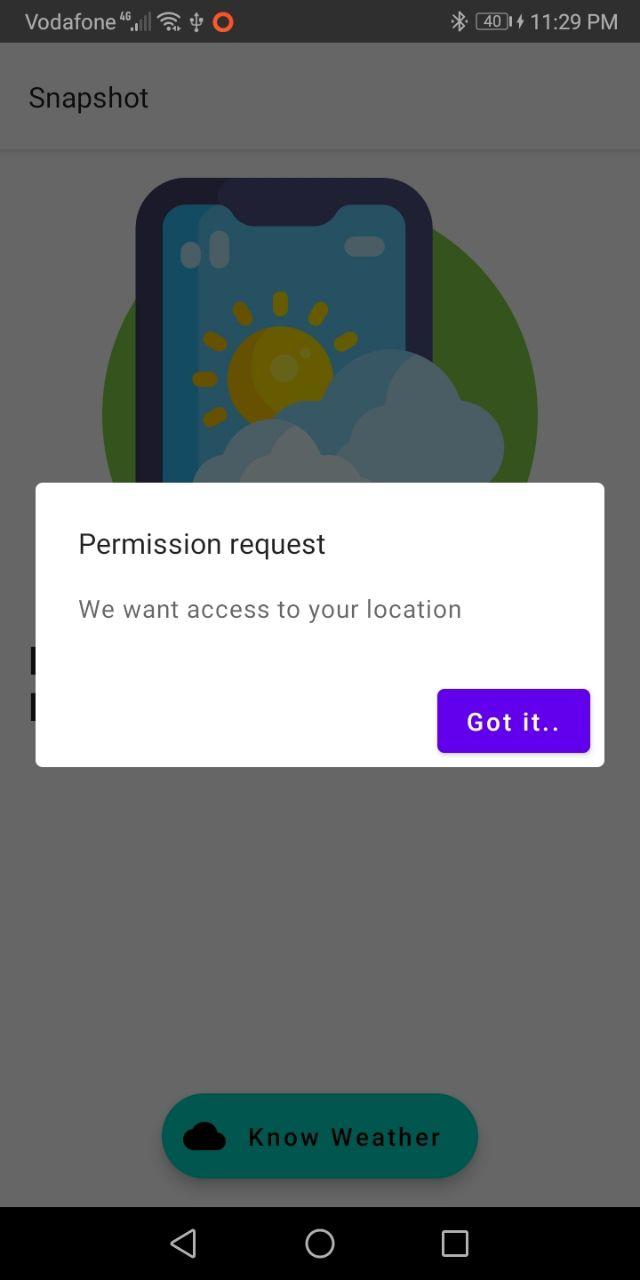 Vodafone 4G 40 11:29 PM
Snapshot
Permission request
We want access to your location
Got it..
Know Weather